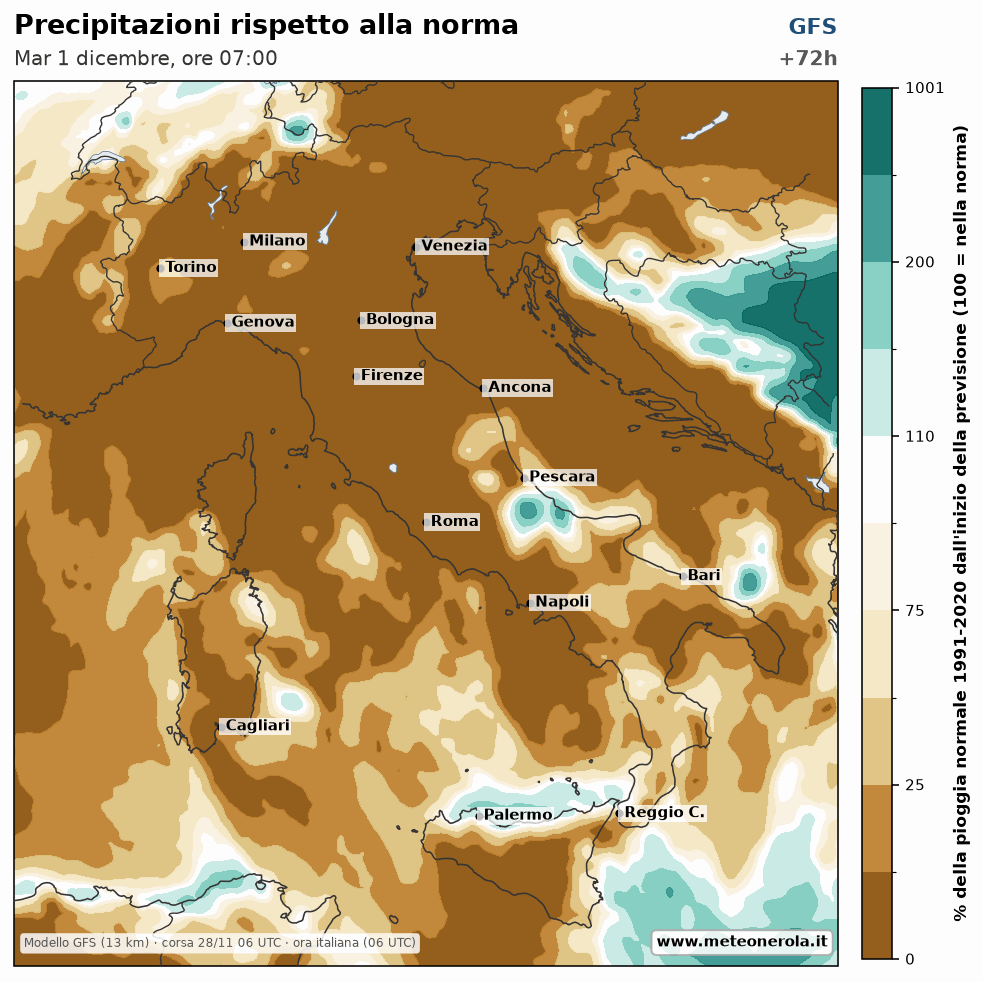 Precipitazioni rispetto alla norma
GFS
Mar 1 dicembre, ore 07:00
+72h
Milano
Venezia
Torino
Genova
Bologna
Firenze
Ancona
Pescara
Roma
Bari
Napoli
Cagliari
Palermo
Reggio C.
Modello GFS (13 km) · corsa 28/11 06 UTC · ora italiana (06 UTC)
www.meteonerola.it
1001
200
110
75
25
0
% della pioggia normale 1991-2020 dall'inizio della previsione (100 = nella norma)